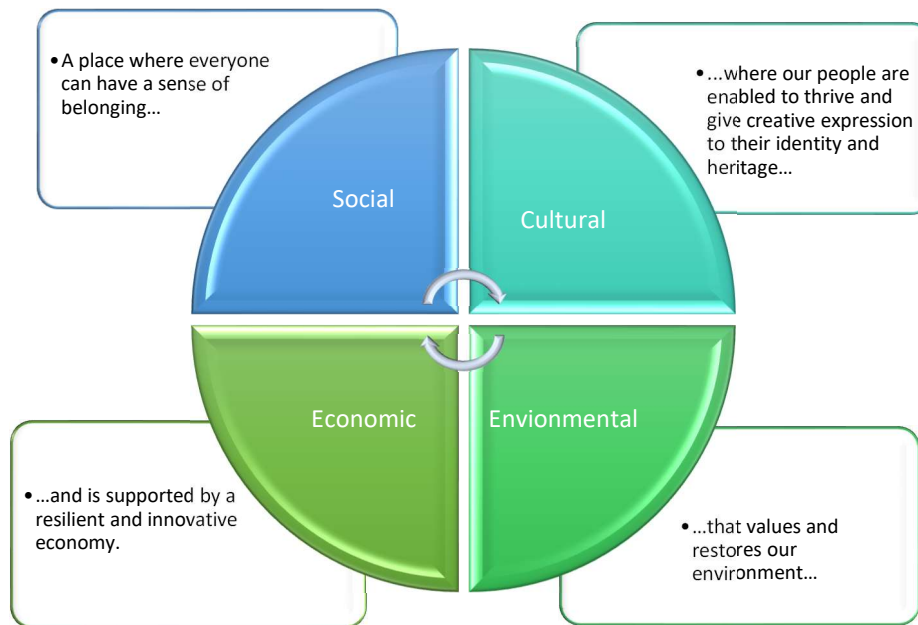 •A place where everyone
can have a sense of
belonging…
•…where our people are
enabled to thrive and
give creative expression
to their identity and
heritage…
Social
Cultural
Economic
Envionmental
•…and is supported by a
resilient and innovative
economy.
•…that values and
restores our
environment…